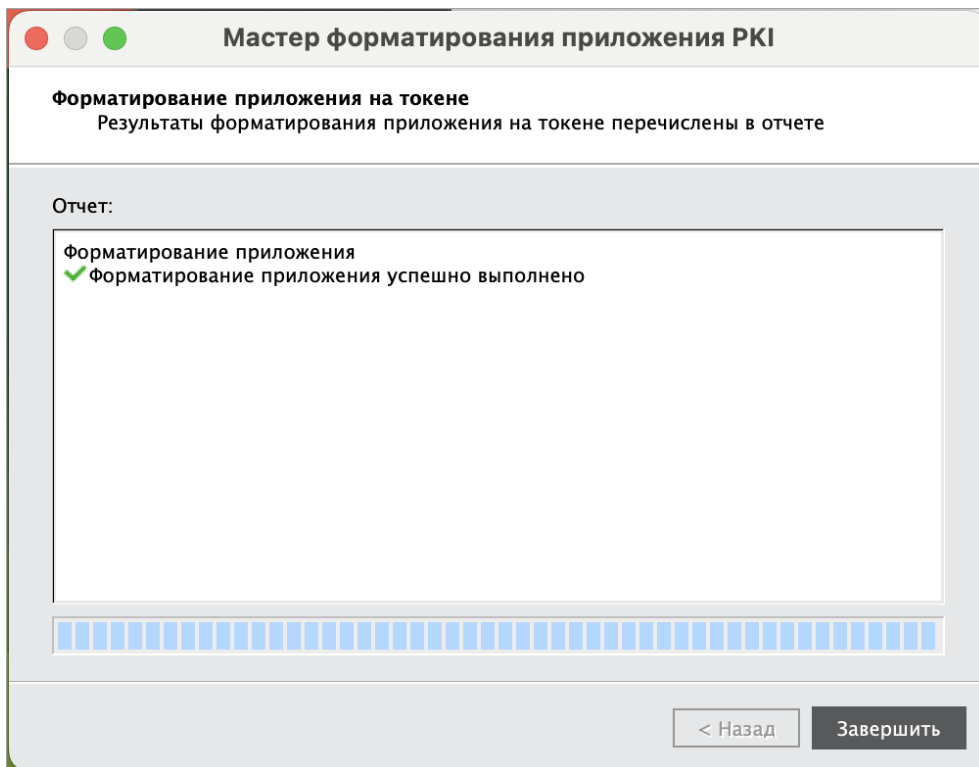 Мастер форматирования приложения PKI
Форматирование приложения на токене
Результаты форматирования приложения на токене перечислены в отчете
Отчет:
Форматирование приложения
Форматирование приложения успешно выполнено
< Назад
Завершить